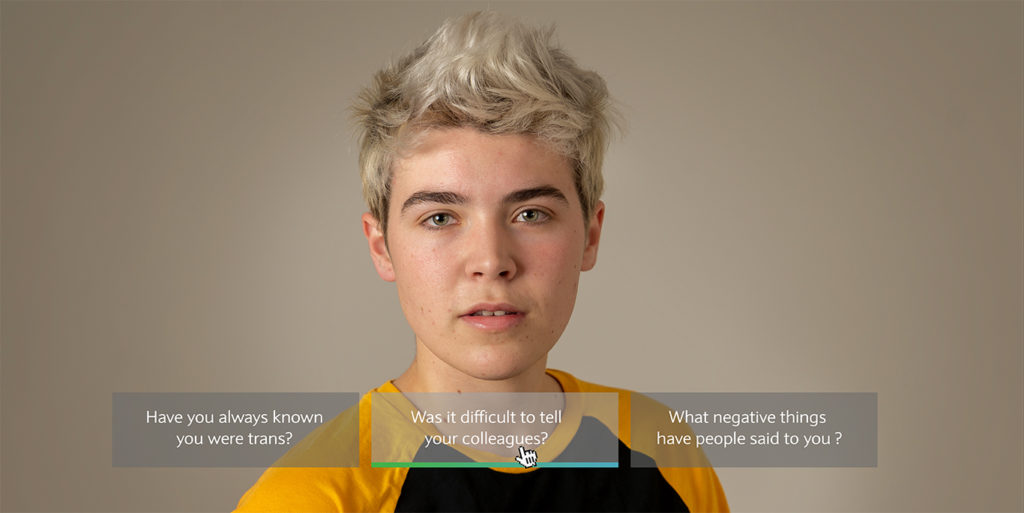 Have you always known
you were trans?
Was it difficult to tell
your colleagues?
What negative things
have people said to you ?